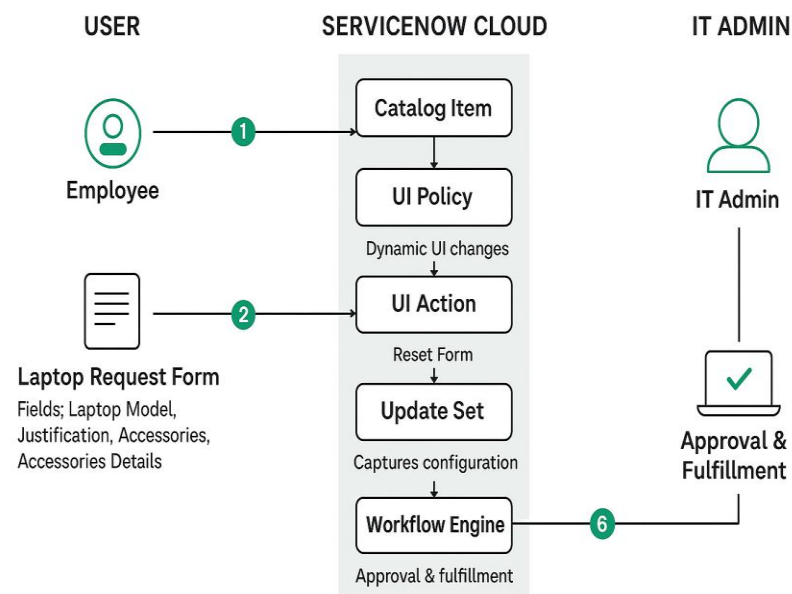 USER
SERVICENOW CLOUD
IT ADMIN
Catalog Item
1
Employee
UI Policy
IT Admin
Dynamic UI changes
2
UI Action
Reset Form
Laptop Request Form
Fields; Laptop Model,
Justification, Accessories,
Accessories Details
Update Set
Captures configuration
Approval &
Fulfillment
Workflow Engine
6
Approval & fulfillment